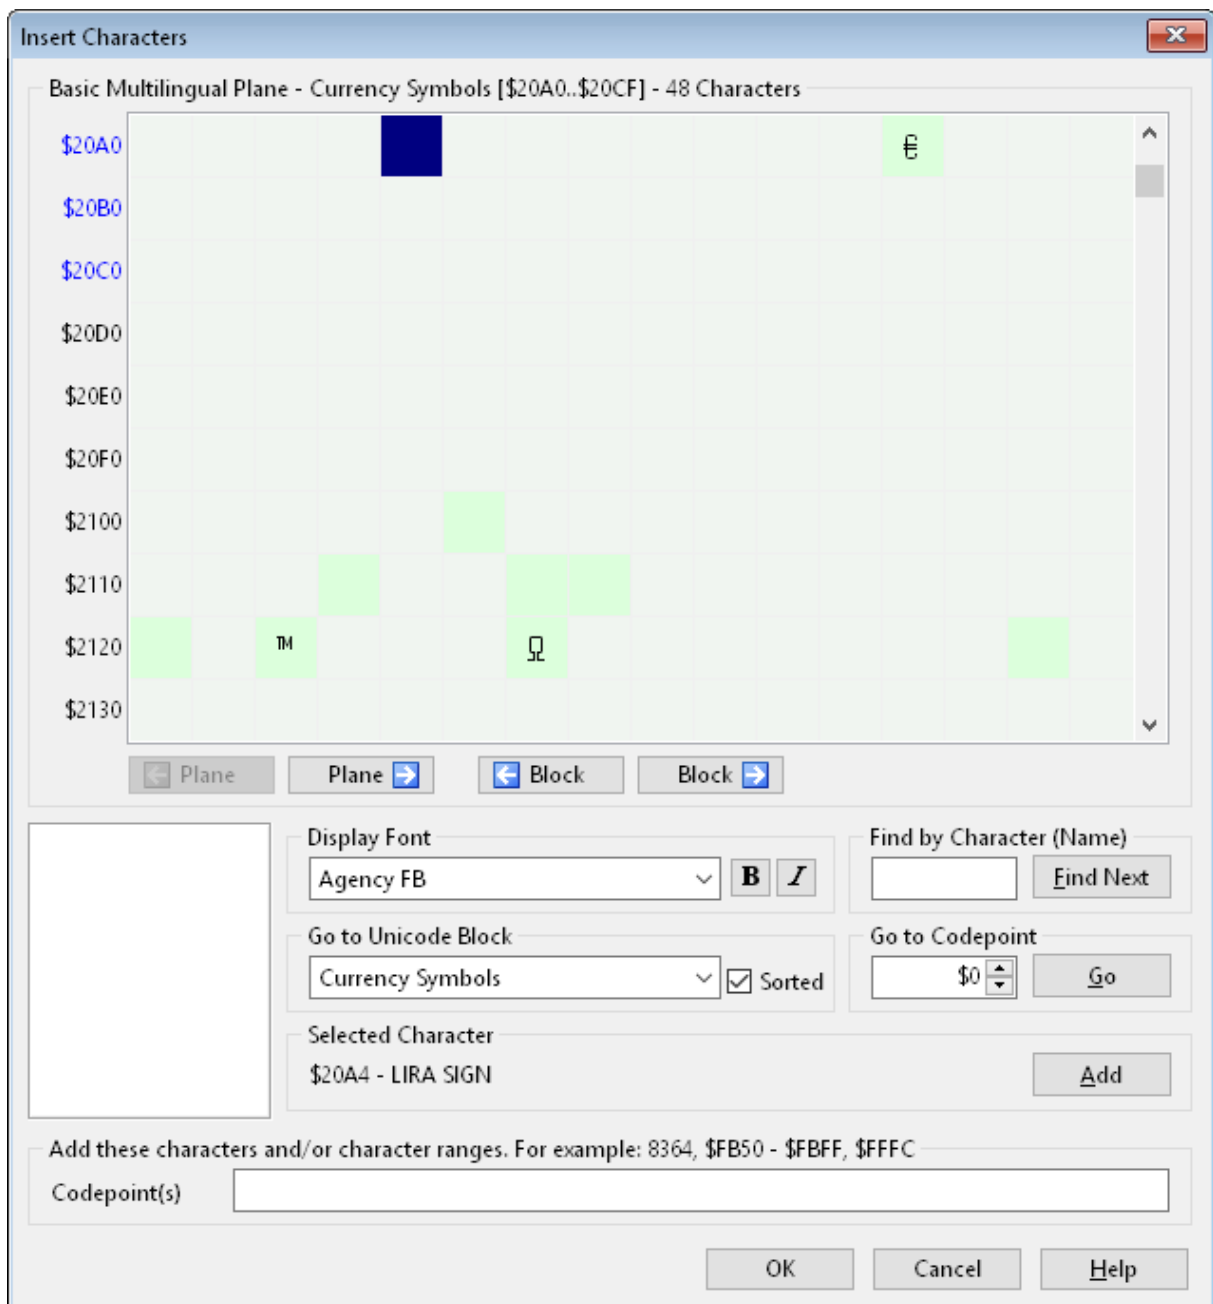 Insert Characters
Basic Multilingual Plane - Currency Symbols [$20A0..$20CF] - 48 Characters
$20A0 €
$20B0
$20C0
$20D0
$20E0
$20F0
$2100
$2110
$2120 ™ Ω
$2130
Plane Plane Block Block
Display Font
Agency FB B I
Find by Character (Name)
Find Next
Go to Unicode Block
Currency Symbols Sorted
Go to Codepoint
$0 Go
Selected Character
$20A4 - LIRA SIGN Add
Add these characters and/or character ranges. For example: 8364, $FB50 - $FBFF, $FFFC
Codepoint(s)
OK Cancel Help